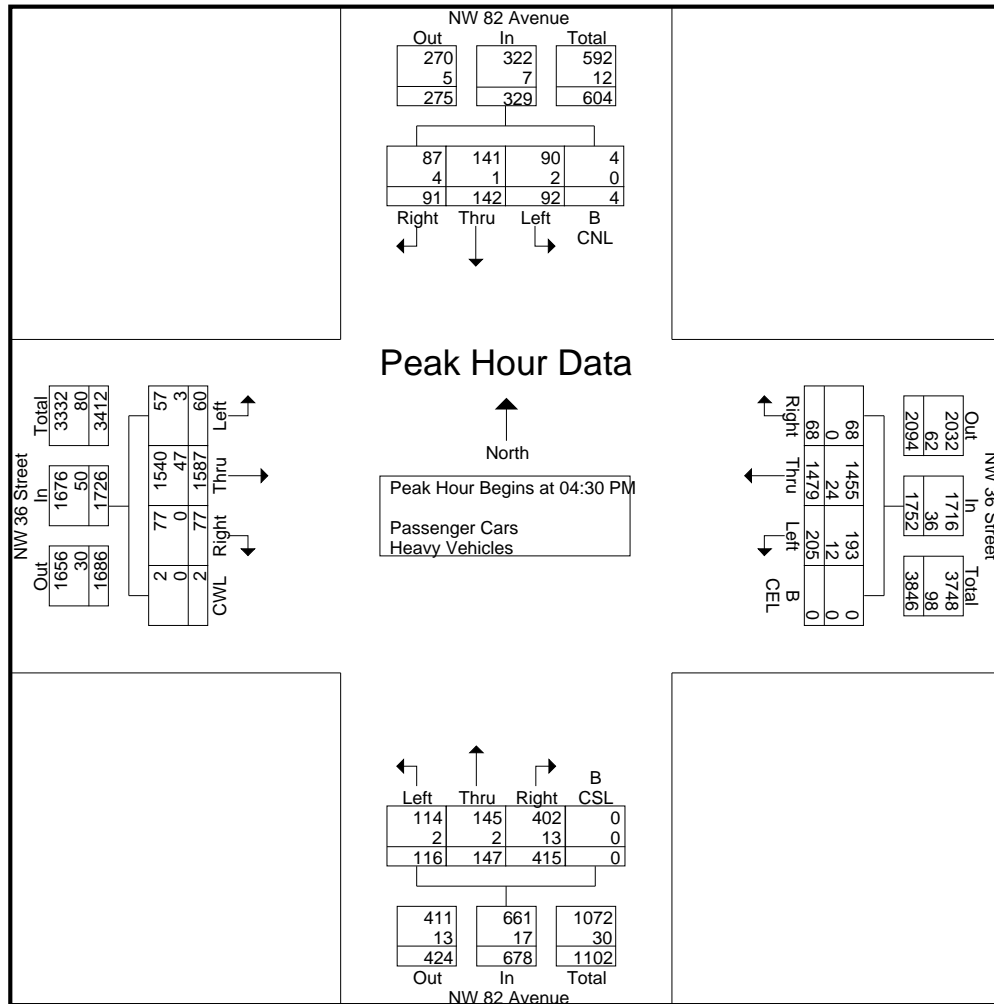 NW 82 Avenue
Out In Total
270 322 592
5 7 12
275 329 604
87 141 90 4
4 1 2 0
91 142 92 4
Right Thru Left B
CNL
Peak Hour Data
North
Peak Hour Begins at 04:30 PM
Passenger Cars
Heavy Vehicles
NW 36 Street
Total In Out
3332 1676 1656
80 50 30
3412 1726 1686
57 1540 77 2
3 47 0 0
60 1587 77 2
Left Thru Right CWL
NW 36 Street
Out In Total
2032 1716 3748
62 36 98
2094 1752 3846
68 1455 193 0
0 24 12 0
68 1479 205 0
Right Thru Left B
CEL
B
Left Thru Right CSL
114 145 402 0
2 2 13 0
116 147 415 0
411 661 1072
13 17 30
424 678 1102
Out In Total
NW 82 Avenue